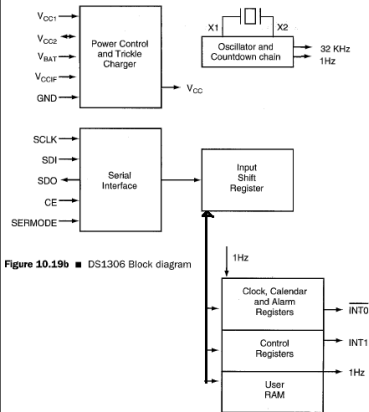 VCC1
VCC2
VBAT
VCCIF
GND
Power Control
and Trickle
Charger
VCC
X1
X2
Oscillator and
Countdown chain
32 KHz
1Hz
SCLK
SDI
SDO
CE
SERMODE
Serial
Interface
Input
Shift
Register
Figure 10.19b ■ DS1306 Block diagram
1Hz
Clock, Calendar
and Alarm
Registers
INT0
Control
Registers
INT1
1Hz
User
RAM